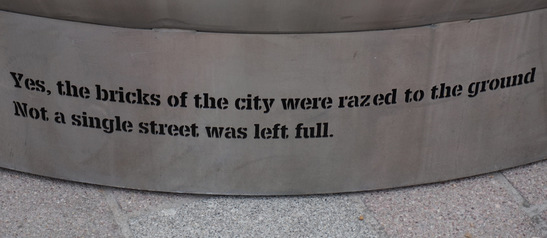 Yes, the bricks of the city were razed to the ground
Not a single street was left full.